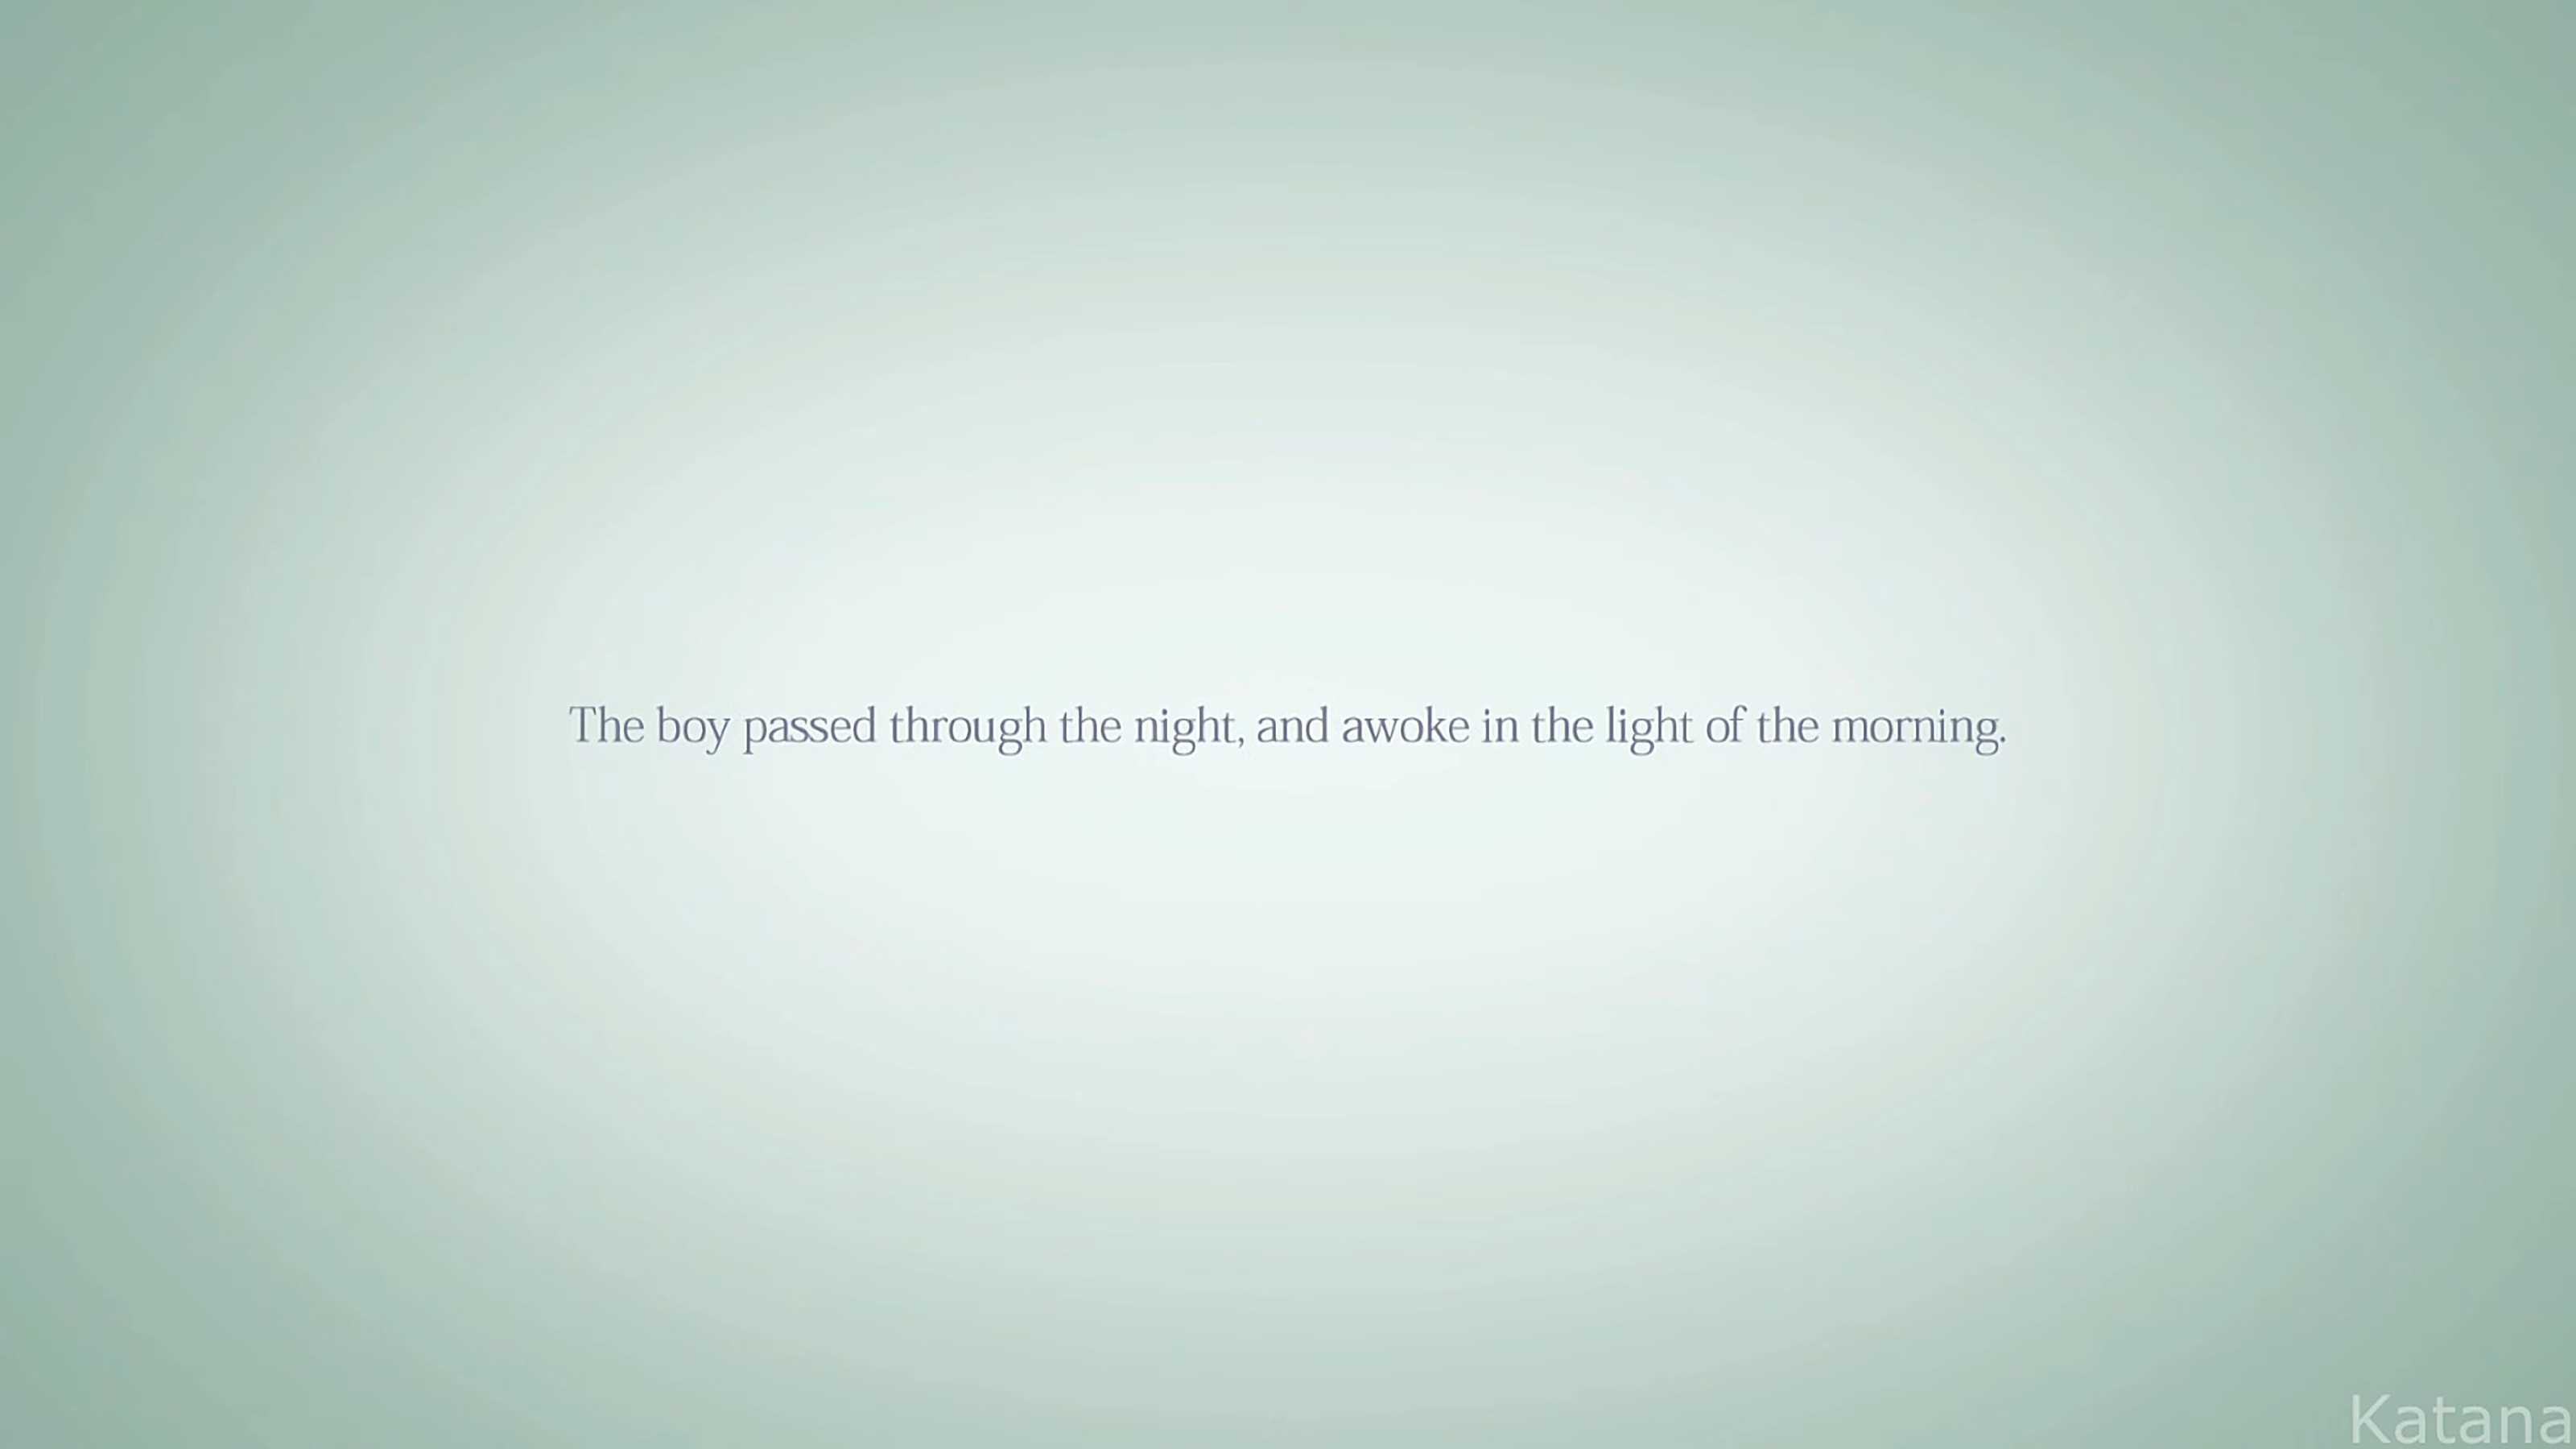 The boy passed through the night, and awoke in the light of the morning.
Katana